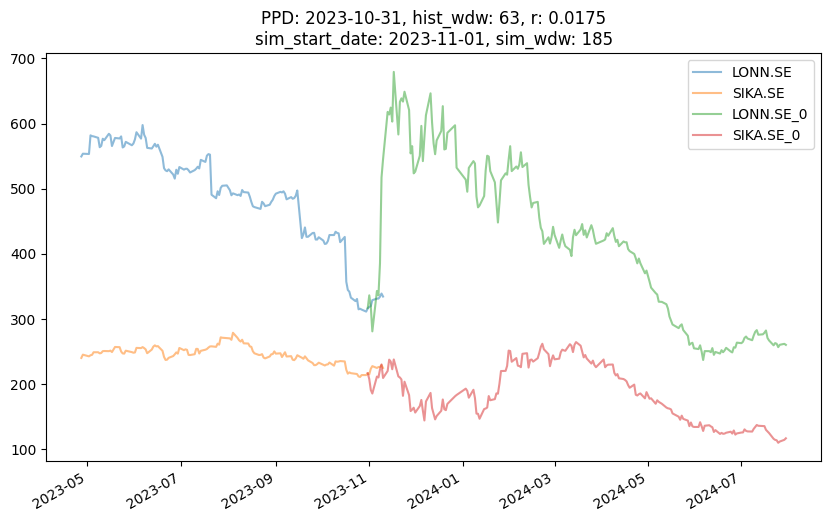 PPD: 2023-10-31, hist_wdw: 63, r: 0.0175
sim_start_date: 2023-11-01, sim_wdw: 185
700
600
500
400
300
200
100
LONN.SE
SIKA.SE
LONN.SE_0
SIKA.SE_0
2023-05
2023-07
2023-09
2023-11
2024-01
2024-03
2024-05
2024-07